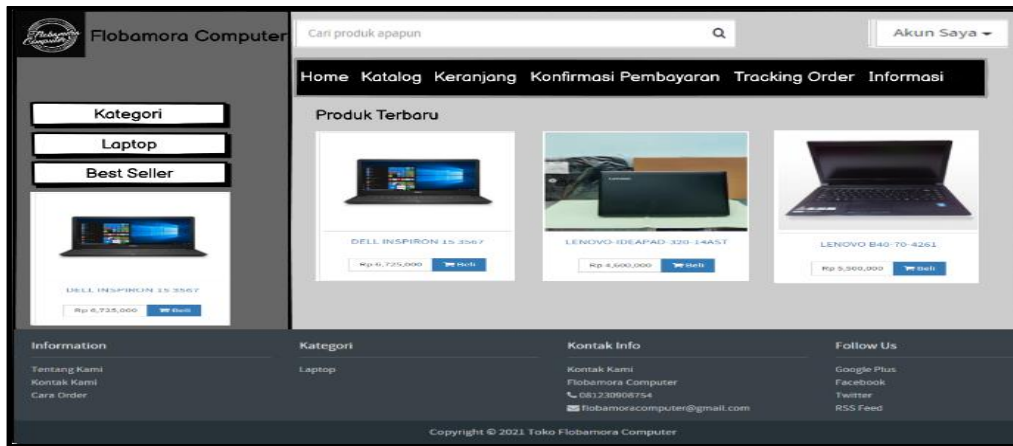 Flobamora Computer
Flobamora Computer
Cari produk apapun
Akun Saya
Home Katalog Keranjang Konfirmasi Pembayaran Tracking Order Informasi
Kategori
Laptop
Best Seller
DELL INSPIRON 15 3567
Rp 6,725,000 Beli
Produk Terbaru
DELL INSPIRON 15 3567
Rp 6,725,000 Beli
LENOVO-IDEAPAD-320-14AST
Rp 4,600,000 Beli
LENOVO B40-70-4261
Rp 5,500,000 Beli
Information
Tentang Kami
Kontak Kami
Cara Order
Kategori
Laptop
Kontak Info
Kontak Kami
Flobamora Computer
081230908754
flobamoracomputer@gmail.com
Follow Us
Google Plus
Facebook
Twitter
RSS Feed
Copyright © 2021 Toko Flobamora Computer